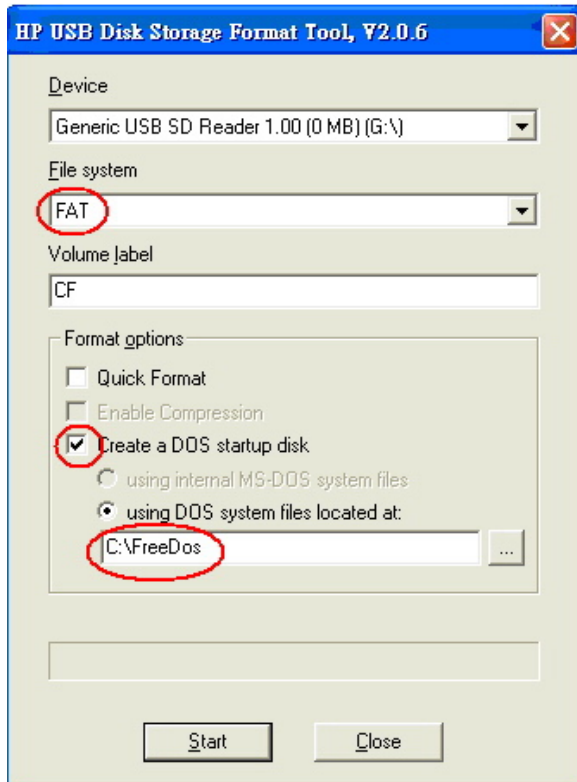 HP USB Disk Storage Format Tool, V2.0.6
Device
Generic USB SD Reader 1.00 (0 MB) (G:\)
File system
FAT
Volume label
CF
Format options
Quick Format
Enable Compression
Create a DOS startup disk
using internal MS-DOS system files
using DOS system files located at:
C:\FreeDos
...
Start
Close